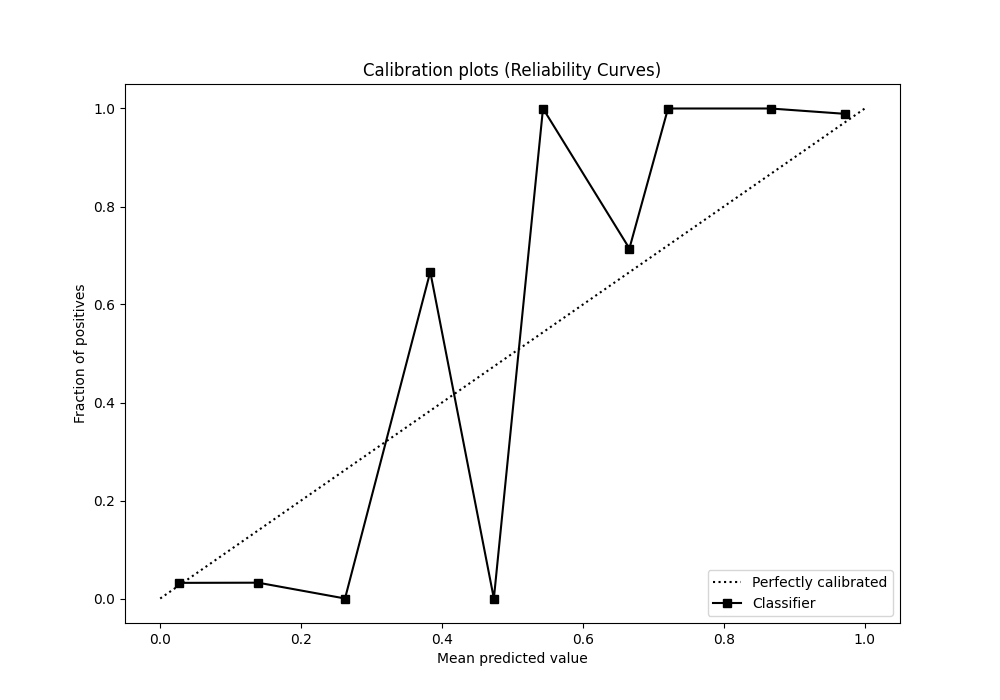 Calibration plots (Reliability Curves)
1.0
0.8
0.6
0.4
0.2
0.0
Fraction of positives
0.0 0.2 0.4 0.6 0.8 1.0
Mean predicted value
Perfectly calibrated
Classifier